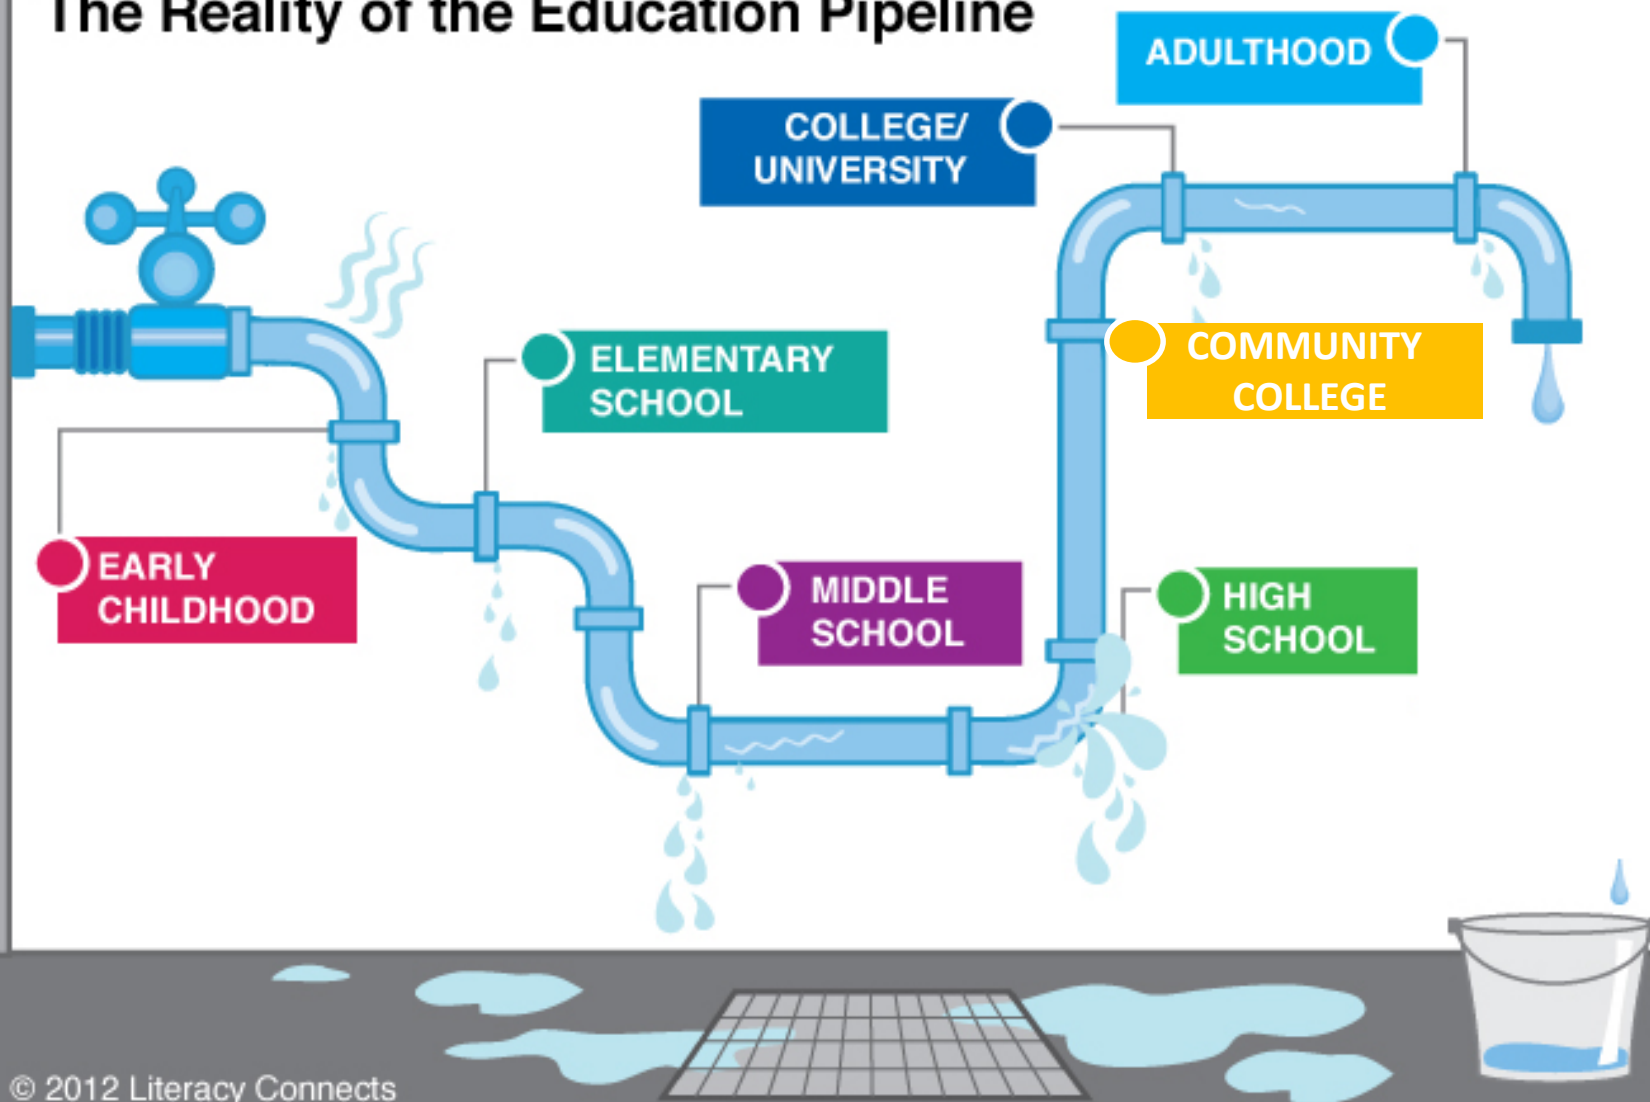 The Reality of the Education Pipeline
ADULTHOOD
COLLEGE/
UNIVERSITY
ELEMENTARY
SCHOOL
COMMUNITY
COLLEGE
EARLY
CHILDHOOD
MIDDLE
SCHOOL
HIGH
SCHOOL
© 2012 Literacy Connects